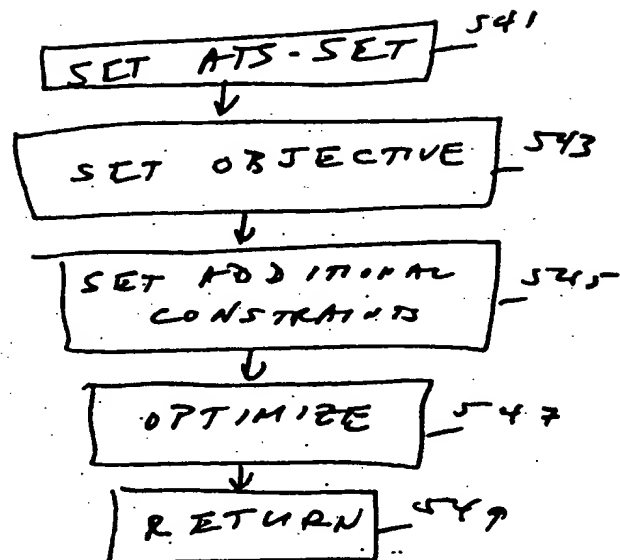 SET ATS-SET
541
SET OBJECTIVE
543
SET ADDITIONAL
CONSTRAINTS
545
OPTIMIZE
547
RETURN
549